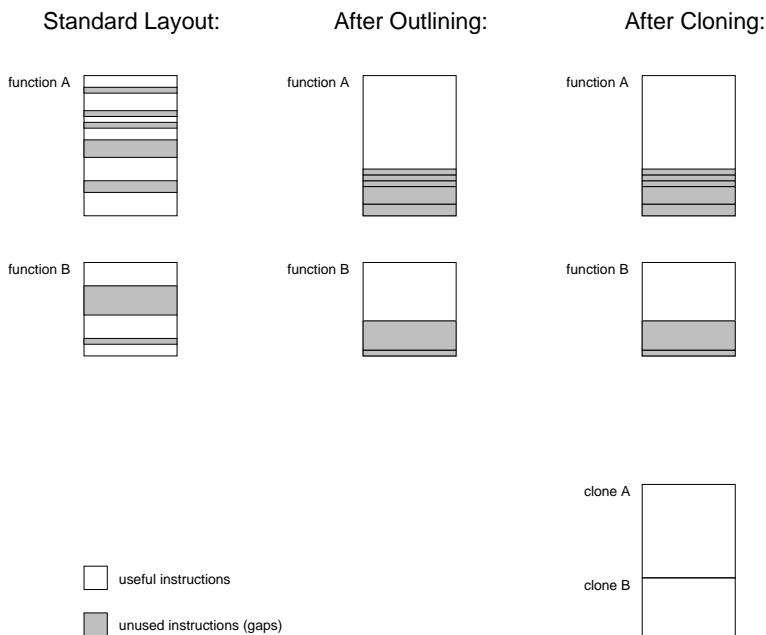 Standard Layout: After Outlining: After Cloning:
function A function A function A
function B function B function B
clone A
useful instructions
clone B
unused instructions (gaps)